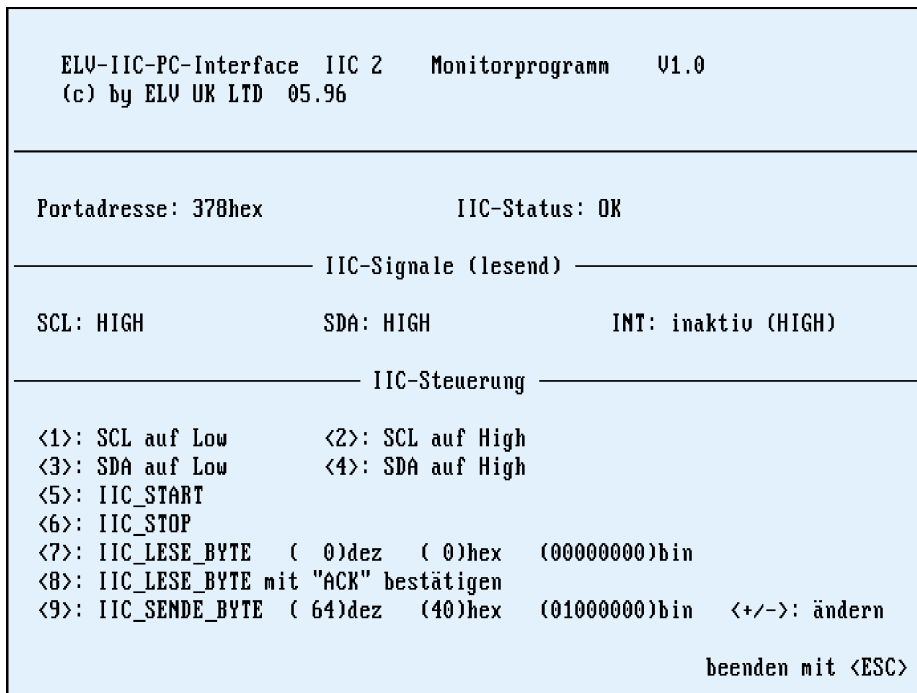 ELV-IIC-PC-Interface IIC 2 Monitorprogramm V1.0
(c) by ELV UK LTD 05.96
Portadresse: 378hex IIC-Status: OK
IIC-Signale (lesend)
SCL: HIGH SDA: HIGH INT: inaktiv (HIGH)
IIC-Steuerung
<1>: SCL auf Low <2>: SCL auf High
<3>: SDA auf Low <4>: SDA auf High
<5>: IIC_START
<6>: IIC_STOP
<7>: IIC_LESE_BYTE ( 0)dez ( 0)hex (00000000)bin
<8>: IIC_LESE_BYTE mit "ACK" bestätigen
<9>: IIC_SENDE_BYTE ( 64)dez (40)hex (01000000)bin <+/->: ändern
beenden mit <ESC>